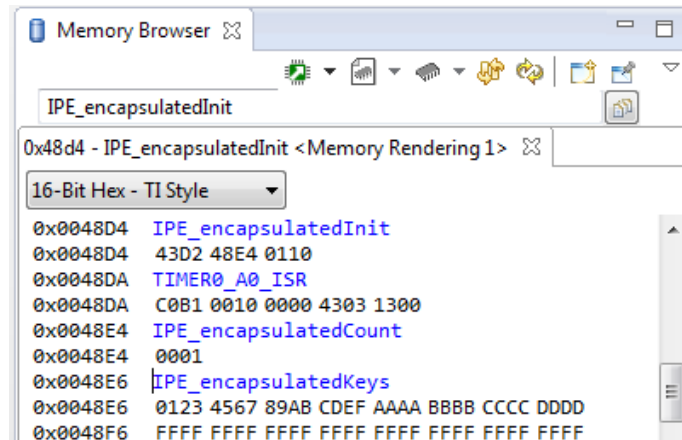 Memory Browser
IPE_encapsulatedInit
0x48d4 - IPE_encapsulatedInit <Memory Rendering 1>
16-Bit Hex - TI Style
0x0048D4 IPE_encapsulatedInit
0x0048D4 43D2 48E4 0110
0x0048DA TIMER0_A0_ISR
0x0048DA C0B1 0010 0000 4303 1300
0x0048E4 IPE_encapsulatedCount
0x0048E4 0001
0x0048E6 IPE_encapsulatedKeys
0x0048E6 0123 4567 89AB CDEF AAAA BBBB CCCC DDDD
0x0048F6 FFFF FFFF FFFF FFFF FFFF FFFF FFFF FFFF